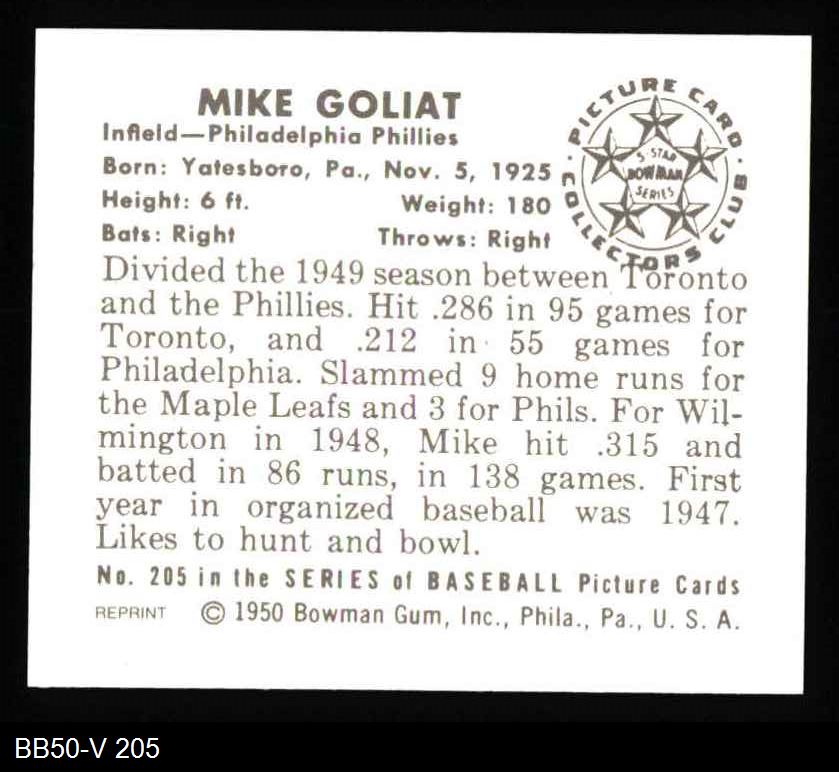 MIKE GOLIAT
Infield—Philadelphia Phillies
Born: Yatesboro, Pa., Nov. 5, 1925
Height: 6 ft. Weight: 180
Bats: Right Throws: Right
PICTURE CARD
COLLECTORS CLUB
5 STAR
BOWMAN
SERIES
Divided the 1949 season between Toronto
and the Phillies. Hit .286 in 95 games for
Toronto, and .212 in 55 games for
Philadelphia. Slammed 9 home runs for
the Maple Leafs and 3 for Phils. For Wil-
mington in 1948, Mike hit .315 and
batted in 86 runs, in 138 games. First
year in organized baseball was 1947.
Likes to hunt and bowl.
No. 205 in the SERIES of BASEBALL Picture Cards
REPRINT © 1950 Bowman Gum, Inc., Phila., Pa., U. S. A.
BB50-V 205